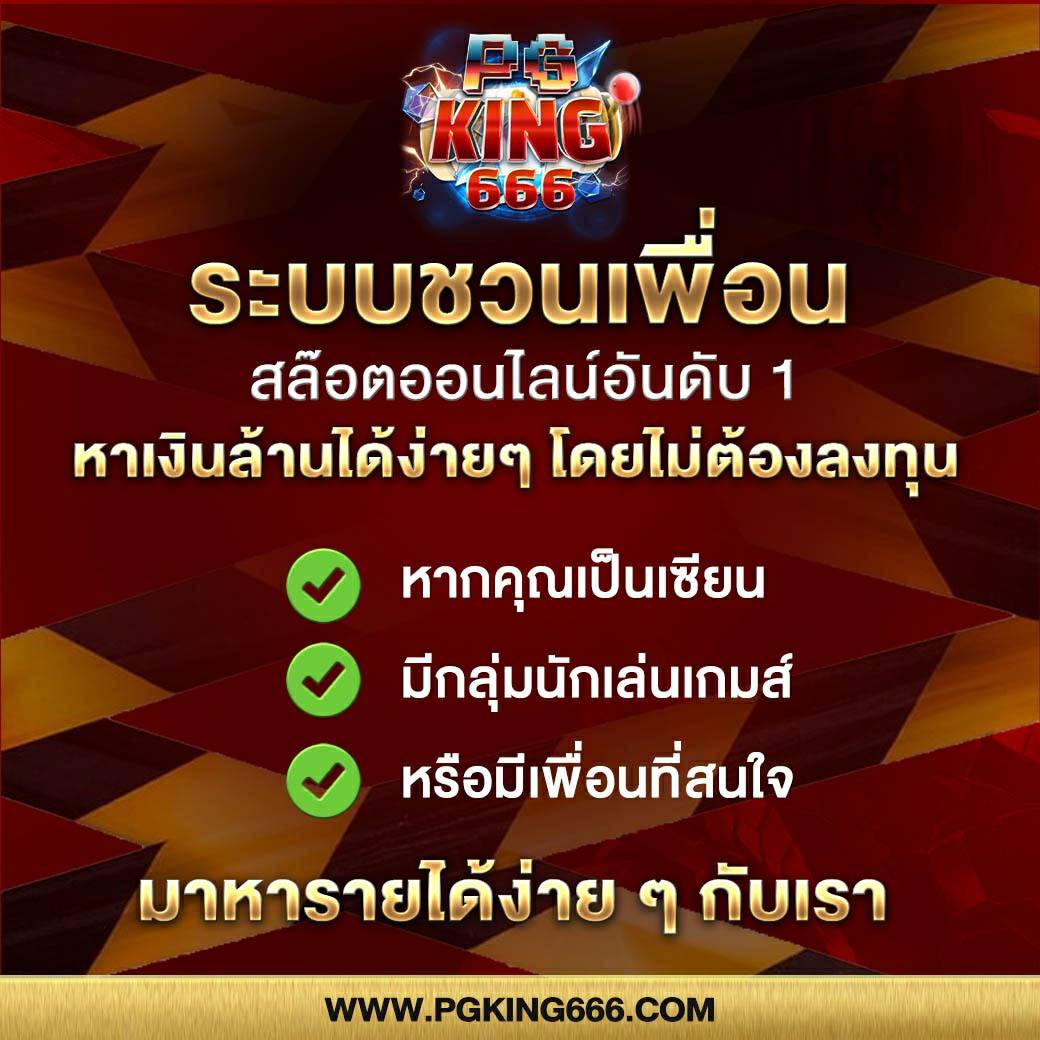 PG
KING
666
ระบบชวนเพื่อน
สล๊อตออนไลน์อันดับ 1
หาเงินล้านได้ง่ายๆ โดยไม่ต้องลงทุน
หากคุณเป็นเซียน
มีกลุ่มนักเล่นเกมส์
หรือมีเพื่อนที่สนใจ
มาหารายได้ง่าย ๆ กับเรา
WWW.PGKING666.COM